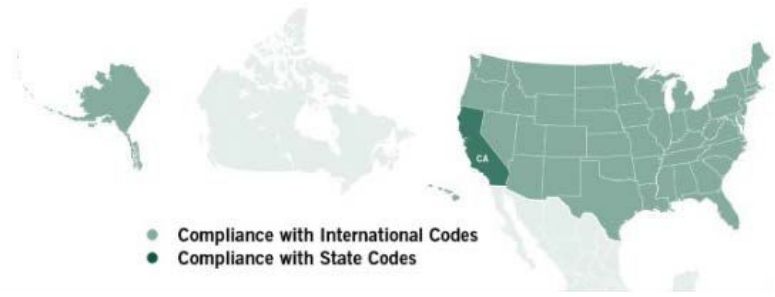 CA
Compliance with International Codes
Compliance with State Codes